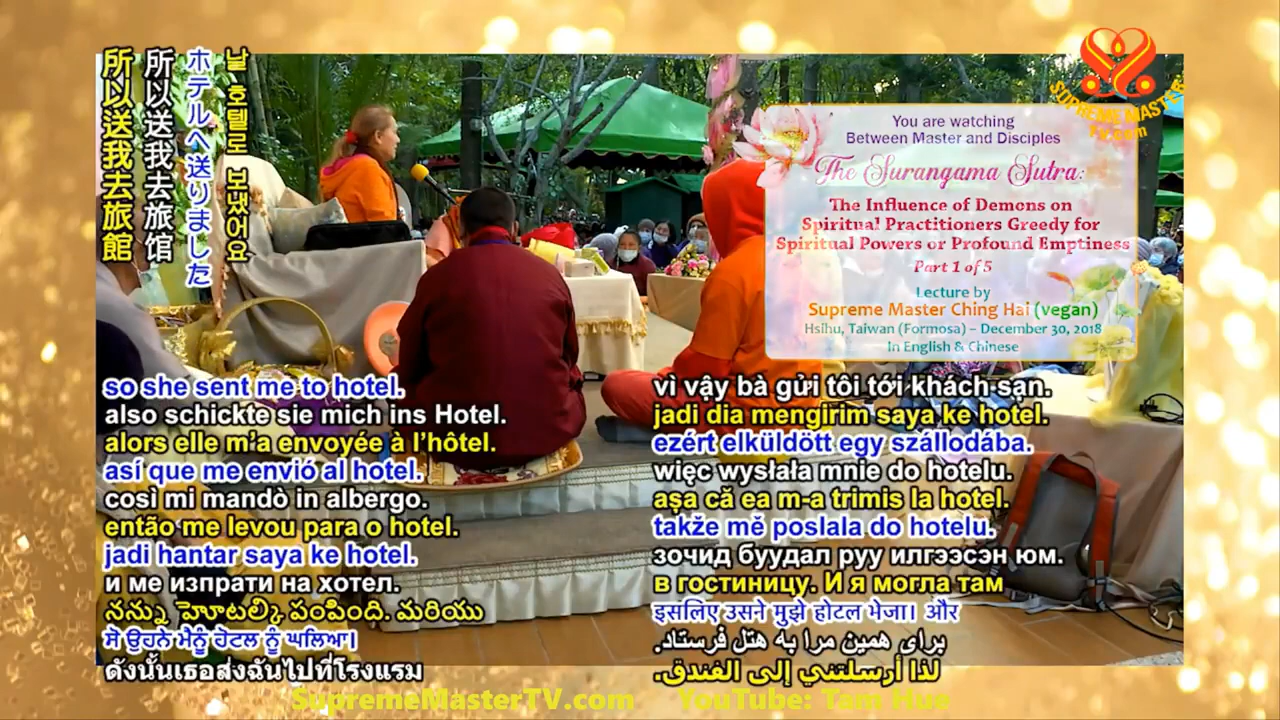 所以送我去旅館
所以送我去旅馆
ホテルへ送りました
날 호텔로 보냈어요
SUPREME MASTER
TV.com
You are watching
Between Master and Disciples
The Surangama Sutra:
The Influence of Demons on
Spiritual Practitioners Greedy for
Spiritual Powers or Profound Emptiness
Part 1 of 5
Lecture by
Supreme Master Ching Hai (vegan)
Hsihu, Taiwan (Formosa) – December 30, 2018
In English & Chinese
so she sent me to hotel.
also schickte sie mich ins Hotel.
alors elle m'a envoyée à l'hôtel.
así que me envió al hotel.
così mi mandò in albergo.
então me levou para o hotel.
jadi hantar saya ke hotel.
и ме изпрати на хотел.
నన్ను హొటల్కి పంపింది. మరియు
ਸੋ ਉਹਨੇ ਮੈਨੂੰ ਹੋਟਲ ਨੂੰ ਘਲਿਆ।
ดังนั้นเธอส่งฉันไปที่โรงแรม
vì vậy bà gửi tôi tới khách sạn.
jadi dia mengirim saya ke hotel.
ezért elküldött egy szállodába.
więc wysłała mnie do hotelu.
așa că ea m-a trimis la hotel.
takže mě poslala do hotelu.
зочид буудал руу илгээсэн юм.
в гостиницу. И я могла там
इसलिए उसने मुझे होटल भेजा। और
برای همین مرا به هتل فرستاد.
لذا أرسلتني إلى الفندق.
SupremeMasterTV.com YouTube: Tam Hue